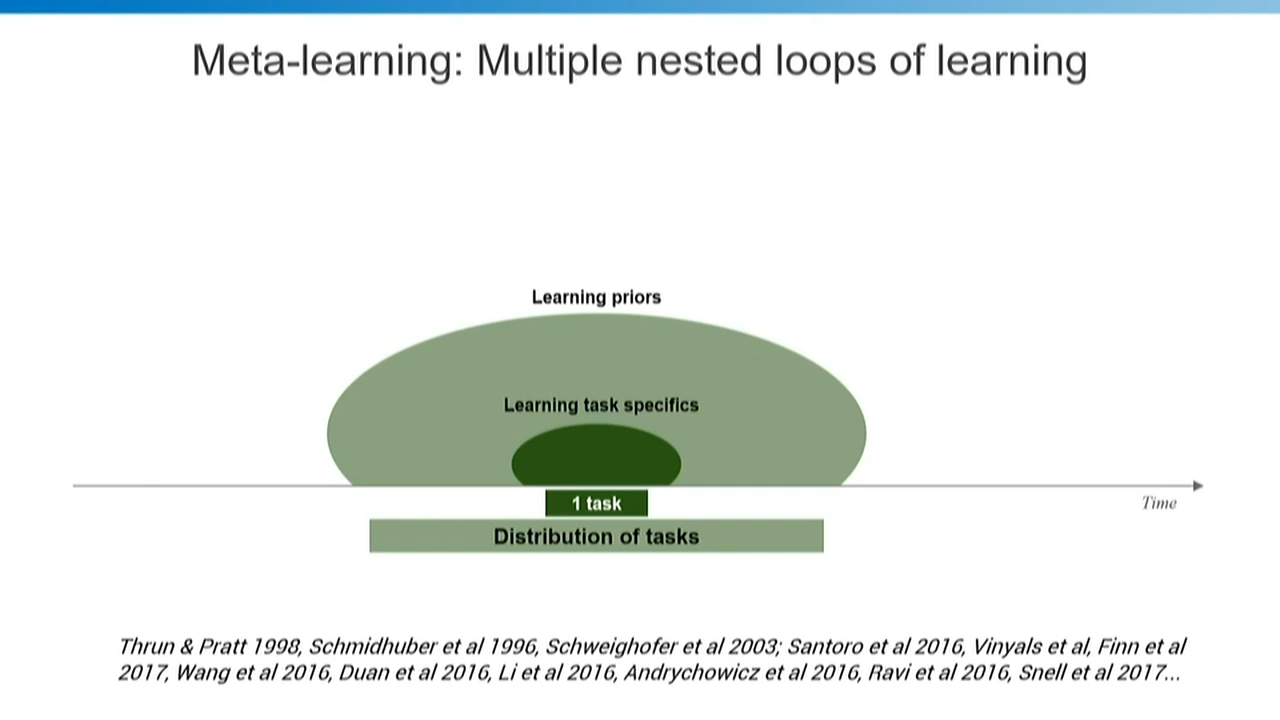 Meta-learning: Multiple nested loops of learning
Learning priors
Learning task specifics
1 task
Time
Distribution of tasks
Thrun & Pratt 1998, Schmidhuber et al 1996, Schweighofer et al 2003; Santoro et al 2016, Vinyals et al, Finn et al
2017, Wang et al 2016, Duan et al 2016, Li et al 2016, Andrychowicz et al 2016, Ravi et al 2016, Snell et al 2017...